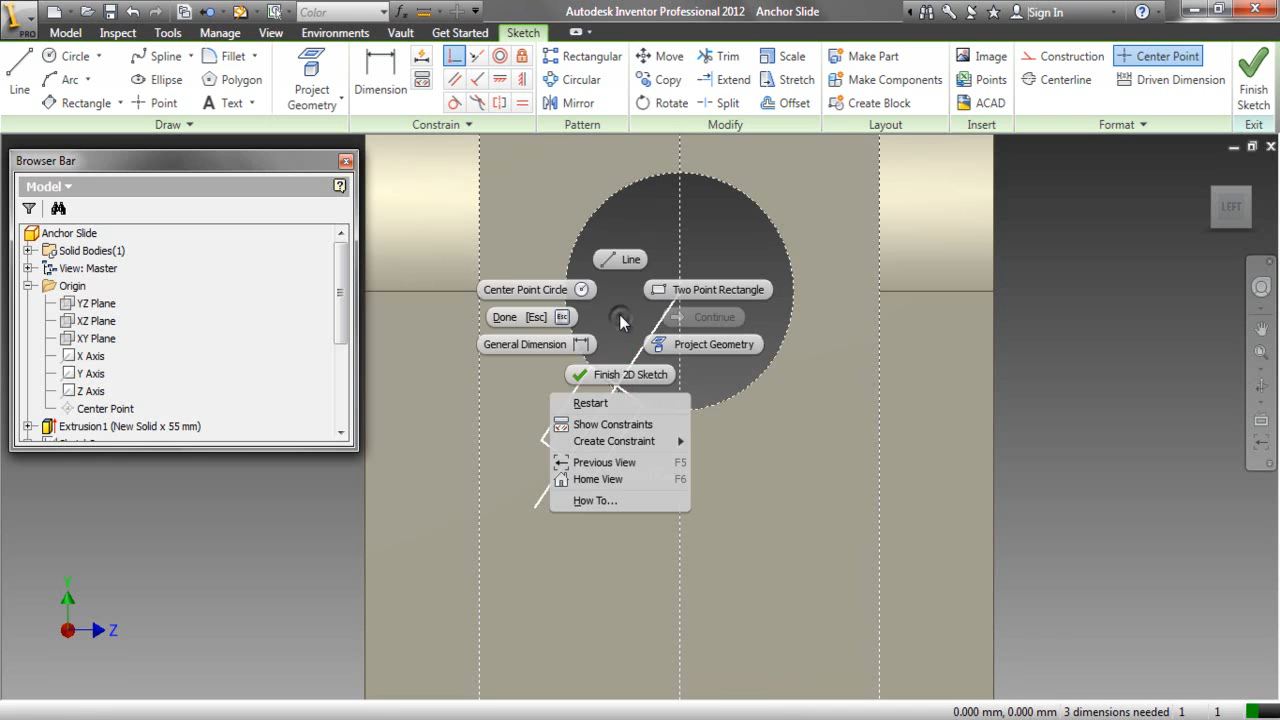 Color
Autodesk Inventor Professional 2012 Anchor Slide
Sign In
PRO
Model Inspect Tools Manage View Environments Vault Get Started Sketch
Line
Circle
Arc
Rectangle
Spline
Ellipse
Point
Fillet
Polygon
Text
Project
Geometry
Dimension
Rectangular
Circular
Mirror
Move
Copy
Rotate
Trim
Extend
Split
Scale
Stretch
Offset
Make Part
Make Components
Create Block
Image
Points
ACAD
Construction
Centerline
Center Point
Driven Dimension
Finish
Sketch
Draw
Constrain
Pattern
Modify
Layout
Insert
Format
Exit
Browser Bar
Model
Anchor Slide
Solid Bodies(1)
View: Master
Origin
YZ Plane
XZ Plane
XY Plane
X Axis
Y Axis
Z Axis
Center Point
Extrusion1 (New Solid x 55 mm)
LEFT
Line
Center Point Circle
Two Point Rectangle
Done [Esc] Esc
Continue
General Dimension
Project Geometry
Finish 2D Sketch
Restart
Show Constraints
Create Constraint
Previous View F5
Home View F6
How To...
Y
Z
0.000 mm, 0.000 mm 3 dimensions needed 1 1